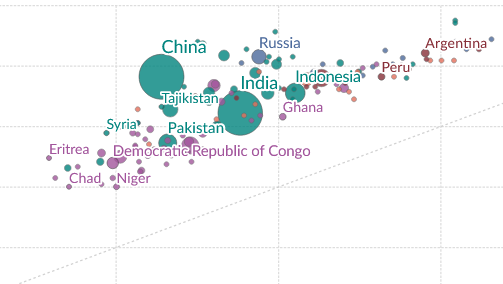 Russia
Argentina
China
Peru
India
Indonesia
Tajikistan
Ghana
Syria
Pakistan
Eritrea
Democratic Republic of Congo
Chad
Niger